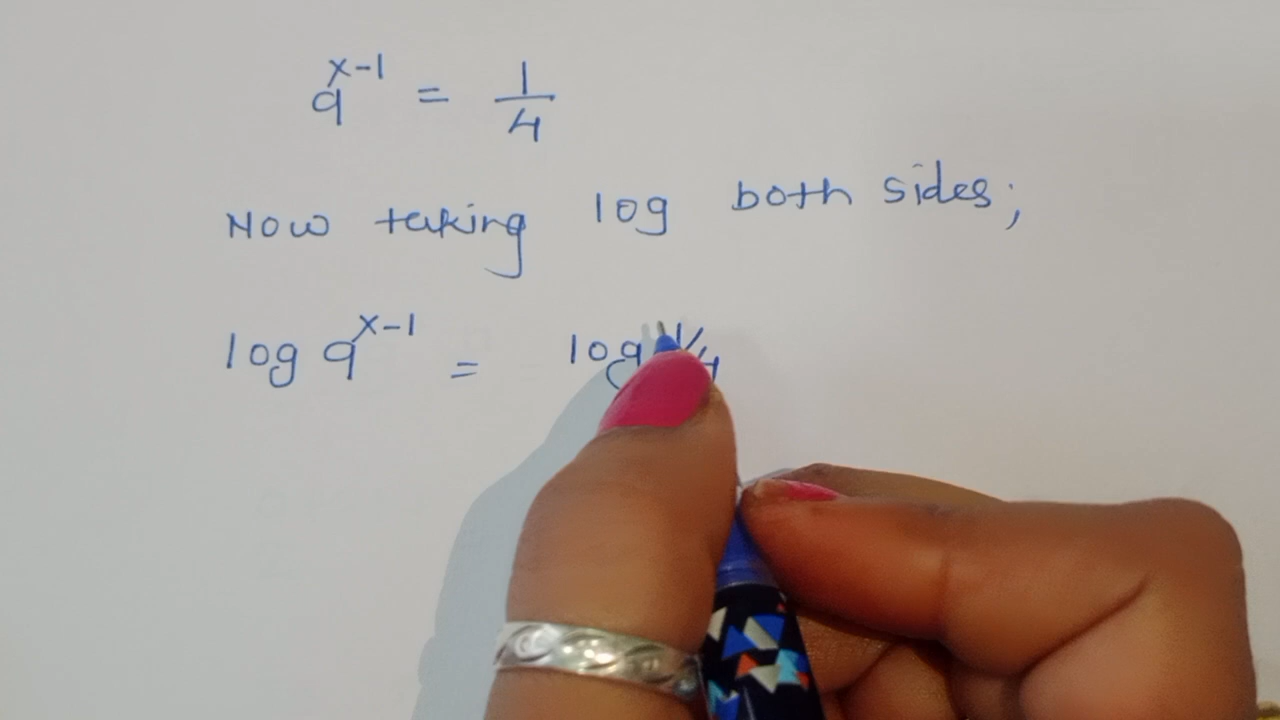 9^{x-1} = 1/4
Now taking log both sides;
log 9^{x-1} = log 1/4